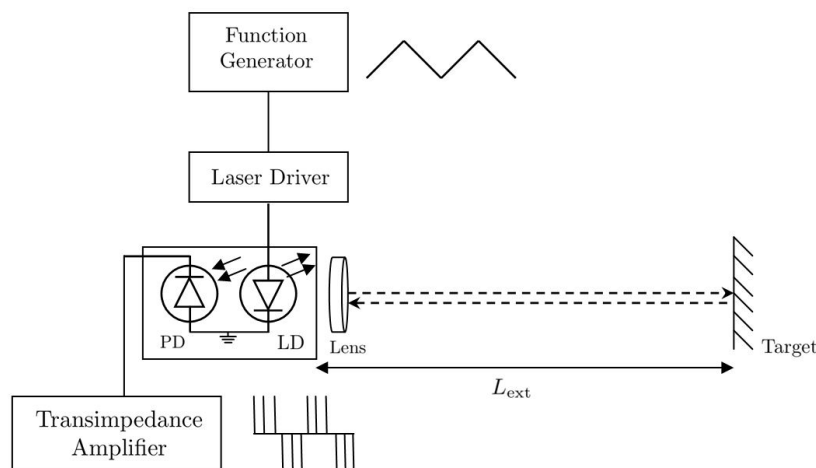 Function
Generator
Laser Driver
PD
LD
Lens
Target
L_ext
Transimpedance
Amplifier